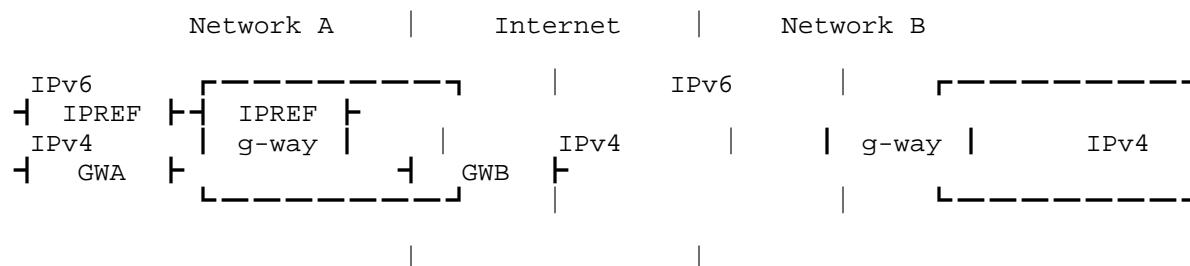 Network A Internet Network B
IPv6 IPv6
IPREF IPREF
IPv4 g-way IPv4 g-way IPv4
GWA GWB